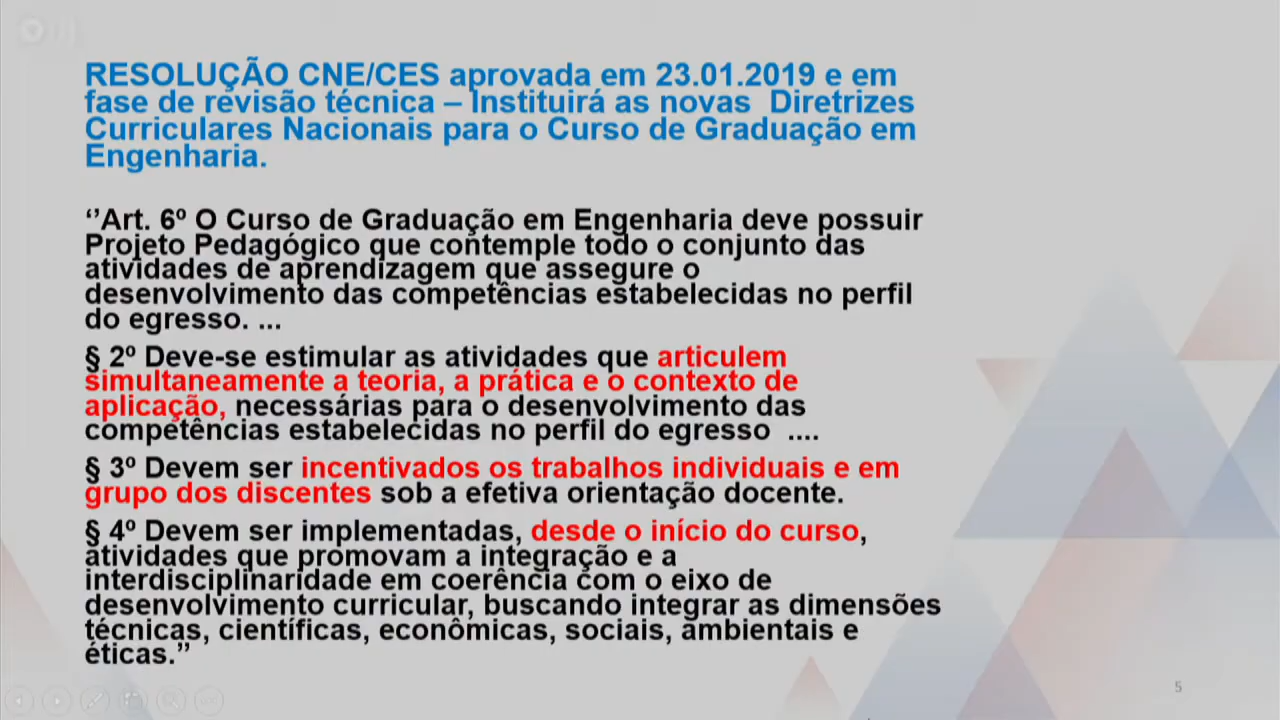 RESOLUÇÃO CNE/CES aprovada em 23.01.2019 e em
fase de revisão técnica – Instituirá as novas Diretrizes
Curriculares Nacionais para o Curso de Graduação em
Engenharia.
‘’Art. 6º O Curso de Graduação em Engenharia deve possuir
Projeto Pedagógico que contemple todo o conjunto das
atividades de aprendizagem que assegure o
desenvolvimento das competências estabelecidas no perfil
do egresso. ...
§ 2º Deve-se estimular as atividades que articulem
simultaneamente a teoria, a prática e o contexto de
aplicação, necessárias para o desenvolvimento das
competências estabelecidas no perfil do egresso ....
§ 3º Devem ser incentivados os trabalhos individuais e em
grupo dos discentes sob a efetiva orientação docente.
§ 4º Devem ser implementadas, desde o início do curso,
atividades que promovam a integração e a
interdisciplinaridade em coerência com o eixo de
desenvolvimento curricular, buscando integrar as dimensões
técnicas, científicas, econômicas, sociais, ambientais e
éticas.”
5